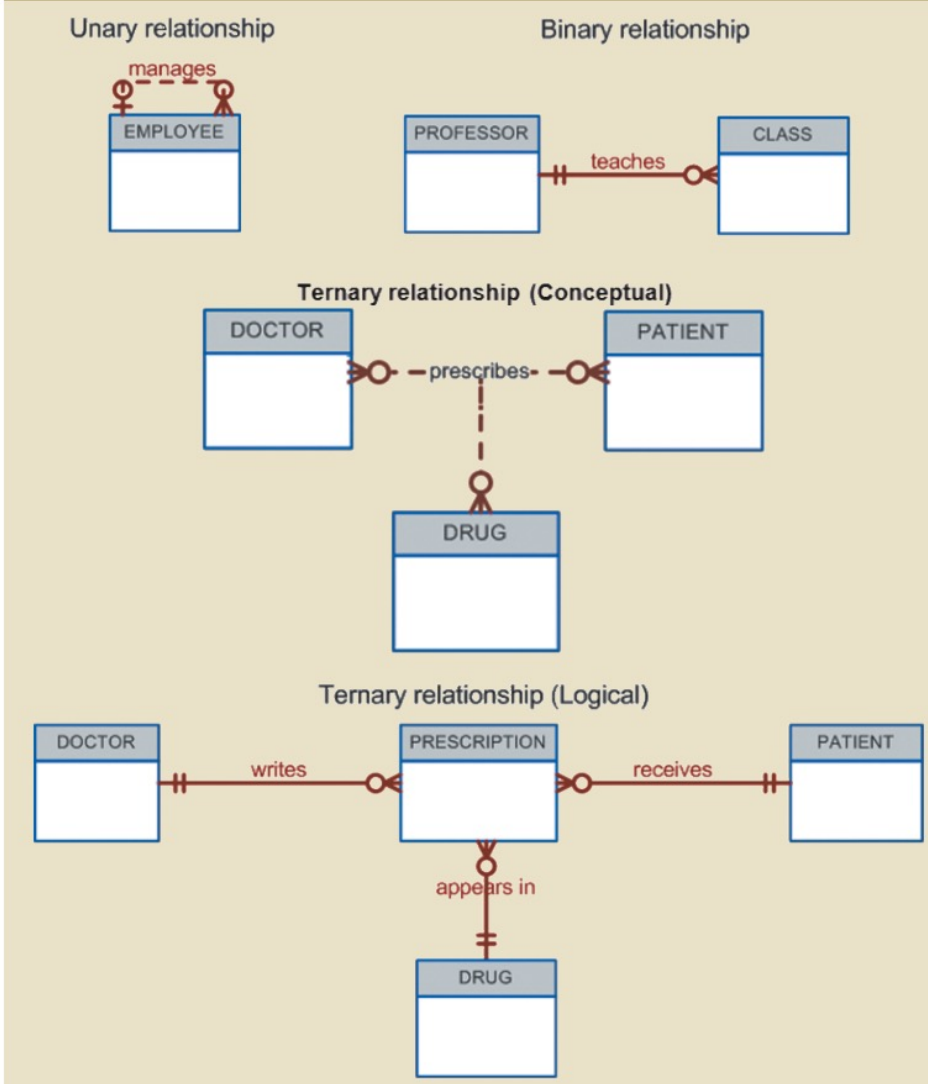 Unary relationship
Binary relationship
manages
EMPLOYEE
PROFESSOR
teaches
CLASS
Ternary relationship (Conceptual)
DOCTOR
prescribes
PATIENT
DRUG
Ternary relationship (Logical)
DOCTOR
writes
PRESCRIPTION
receives
PATIENT
appears in
DRUG